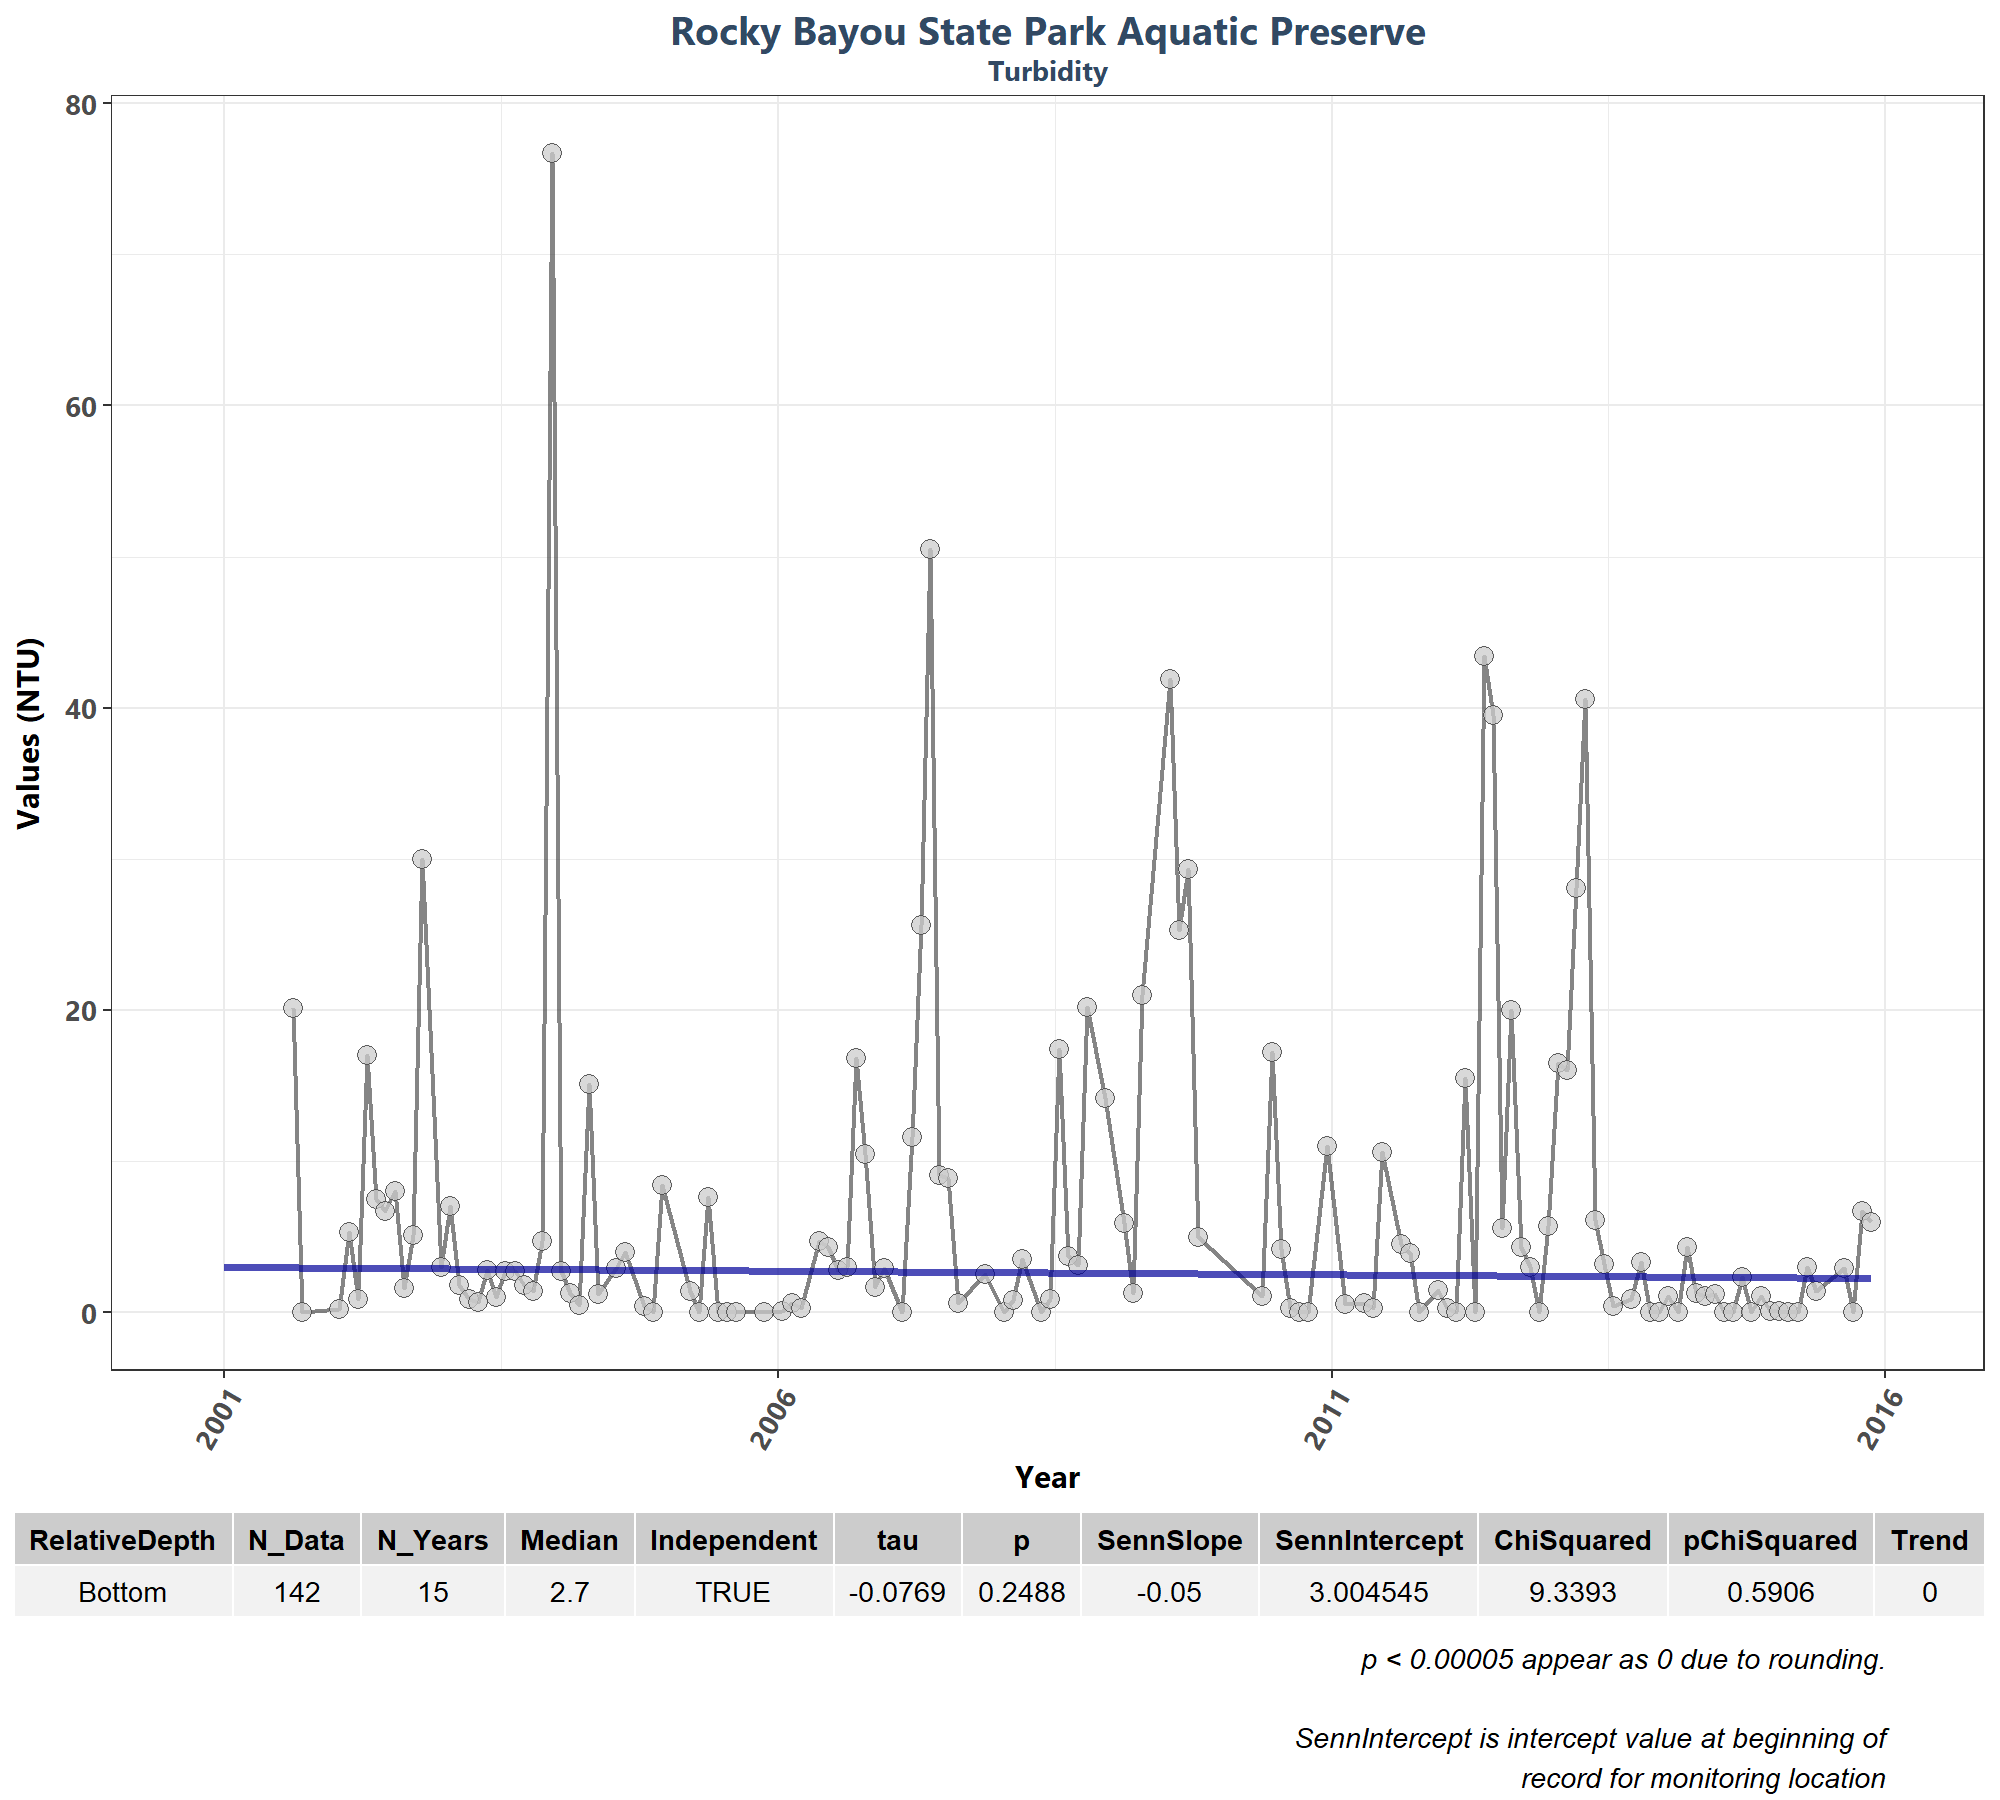 Rocky Bayou State Park Aquatic Preserve
Turbidity
Values (NTU)
80
60
40
20
0
2001 2006 2011 2016
Year
RelativeDepth N_Data N_Years Median Independent tau p SennSlope SennIntercept ChiSquared pChiSquared Trend
Bottom 142 15 2.7 TRUE -0.0769 0.2488 -0.05 3.004545 9.3393 0.5906 0
p < 0.00005 appear as 0 due to rounding.
SennIntercept is intercept value at beginning of
record for monitoring location